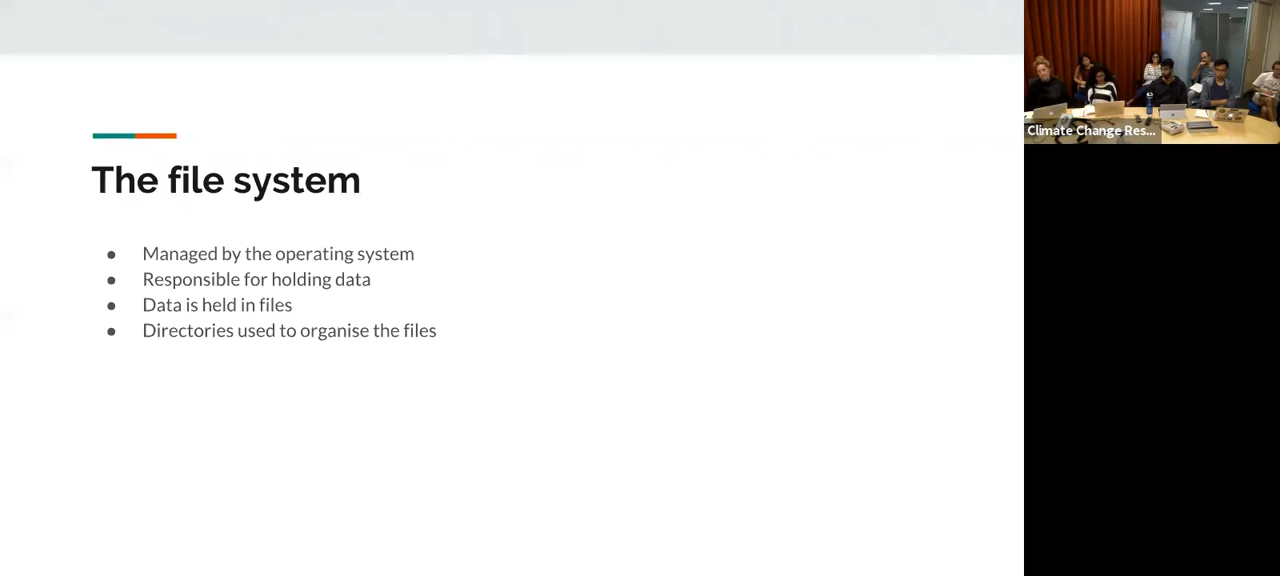 The file system
● Managed by the operating system
● Responsible for holding data
● Data is held in files
● Directories used to organise the files
Climate Change Res...